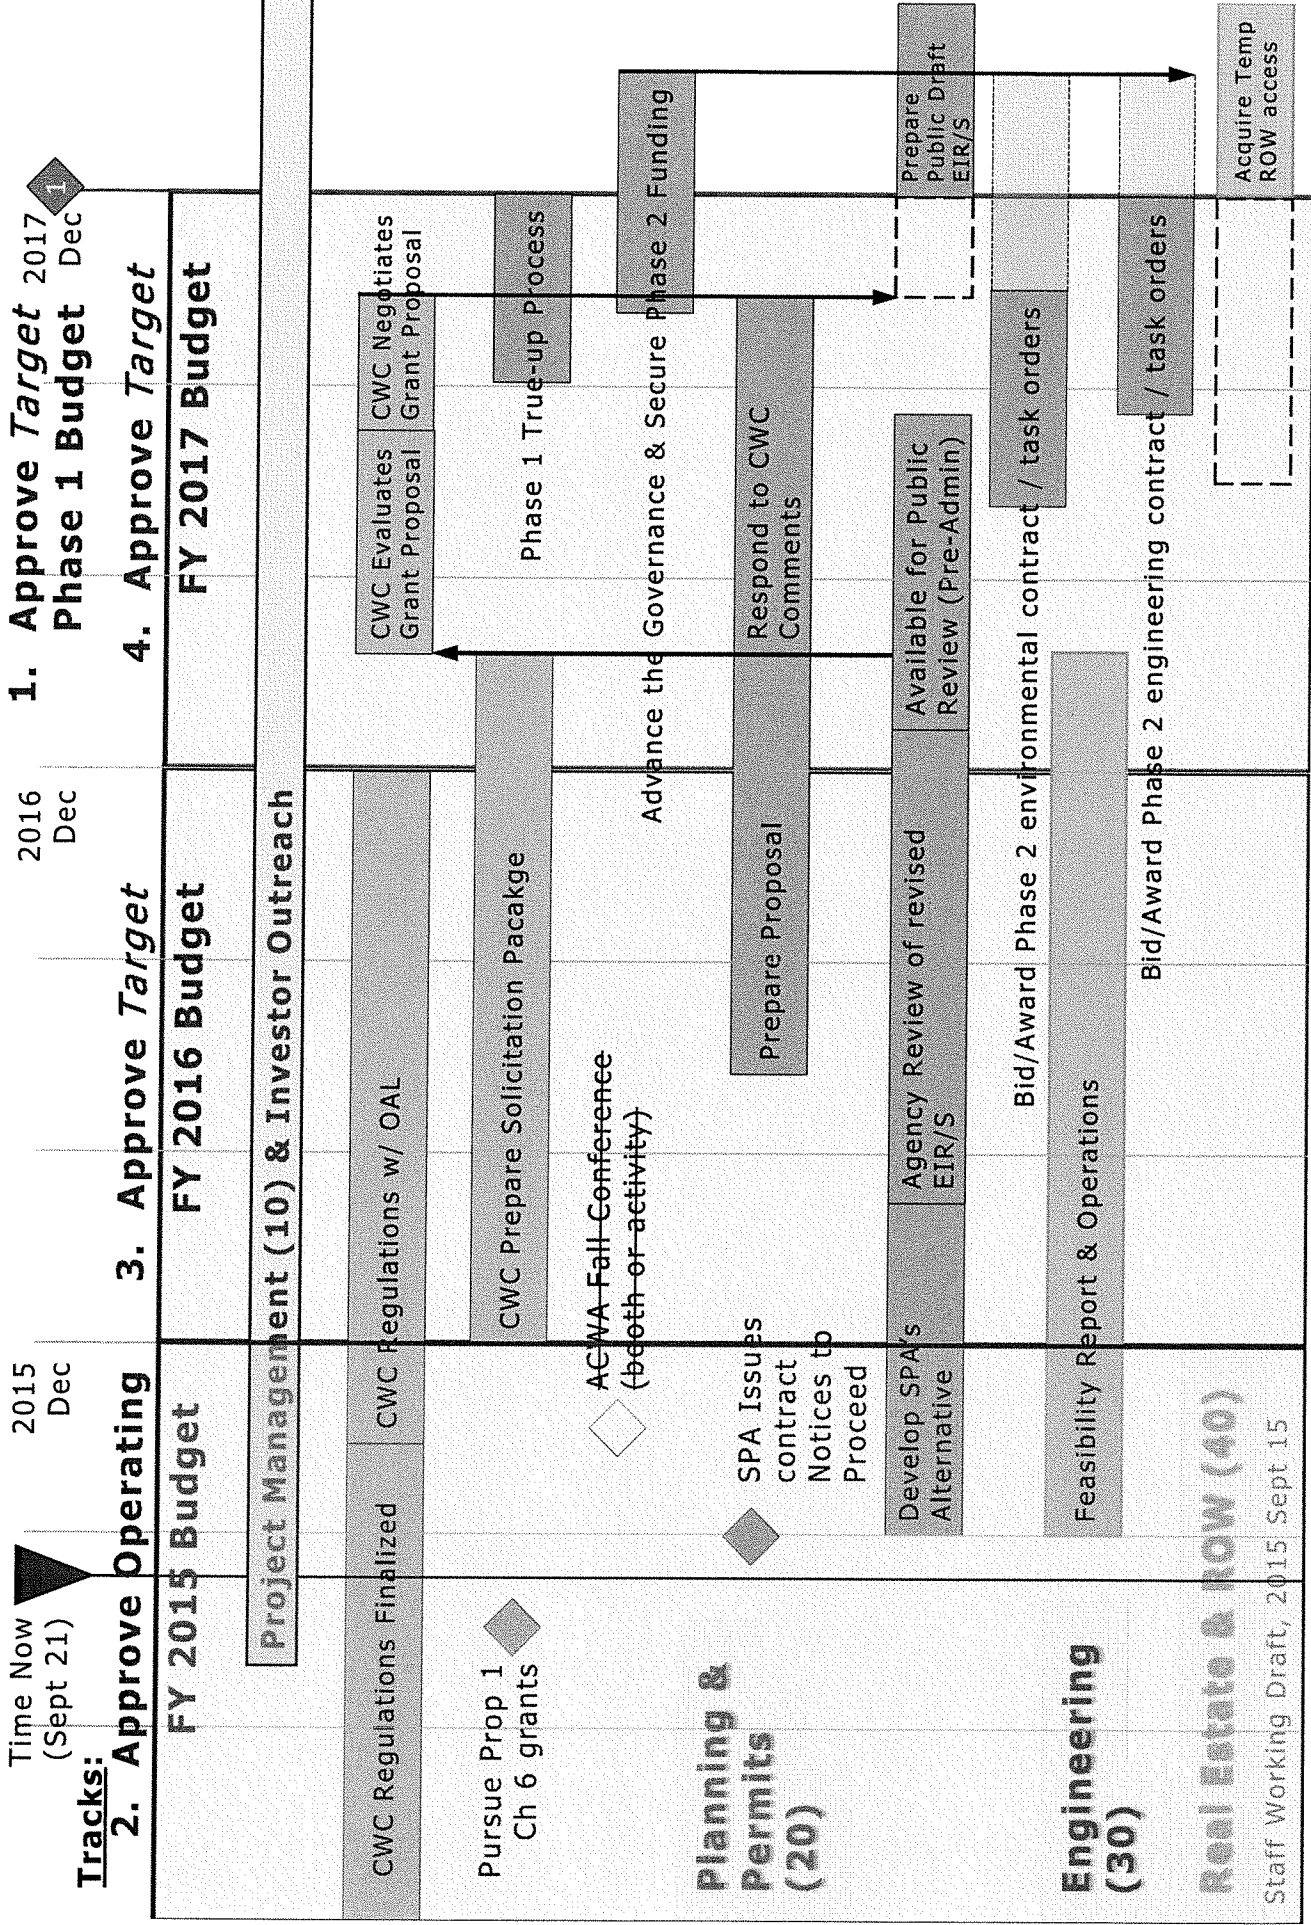 Time Now
(Sept 21)
2015
Dec
2016
Dec
1. Approve Target 2017
Phase 1 Budget Dec
1
Tracks:
2. Approve Operating
FY 2015 Budget
3. Approve Target
FY 2016 Budget
4. Approve Target
FY 2017 Budget
Project Management (10) & Investor Outreach
CWC Regulations Finalized
CWC Regulations w/ OAL
CWC Evaluates
Grant Proposal
CWC Negotiates
Grant Proposal
Pursue Prop 1
Ch 6 grants
CWC Prepare Solicitation Pacakge
Phase 1 True-up Process
ACWA Fall Conference
(booth or activity)
Advance the Governance & Secure Phase 2 Funding
Planning &
Permits
(20)
SPA Issues
contract
Notices to
Proceed
Prepare Proposal
Respond to CWC
Comments
Develop SPA's
Alternative
Agency Review of revised
EIR/S
Available for Public
Review (Pre-Admin)
Prepare
Public Draft
EIR/S
Bid/Award Phase 2 environmental contract / task orders
Engineering
(30)
Feasibility Report & Operations
Bid/Award Phase 2 engineering contract / task orders
Real Estate & ROW (40)
Acquire Temp
ROW access
Staff Working Draft, 2015 Sept 15